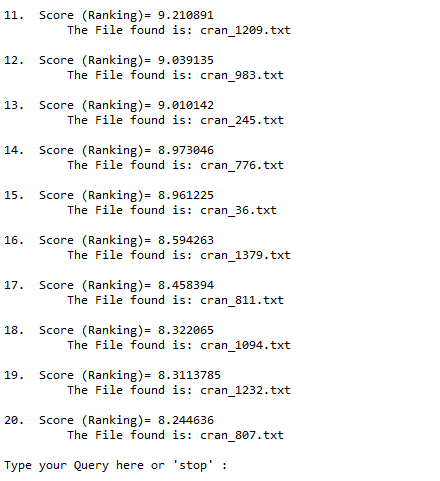 11.  Score (Ranking)= 9.210891
The File found is: cran_1209.txt
12.  Score (Ranking)= 9.039135
The File found is: cran_983.txt
13.  Score (Ranking)= 9.010142
The File found is: cran_245.txt
14.  Score (Ranking)= 8.973046
The File found is: cran_776.txt
15.  Score (Ranking)= 8.961225
The File found is: cran_36.txt
16.  Score (Ranking)= 8.594263
The File found is: cran_1379.txt
17.  Score (Ranking)= 8.458394
The File found is: cran_811.txt
18.  Score (Ranking)= 8.322065
The File found is: cran_1094.txt
19.  Score (Ranking)= 8.3113785
The File found is: cran_1232.txt
20.  Score (Ranking)= 8.244636
The File found is: cran_807.txt
Type your Query here or 'stop' :